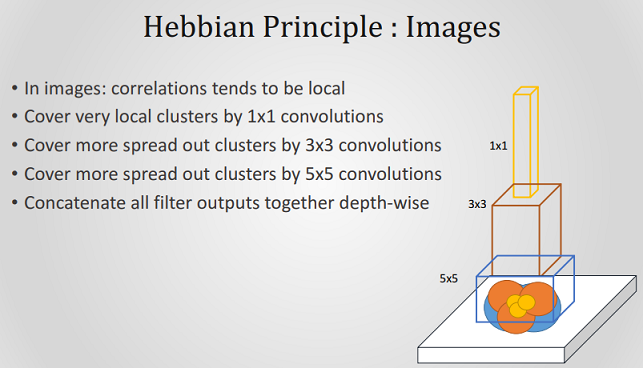 Hebbian Principle : Images
• In images: correlations tends to be local
• Cover very local clusters by 1x1 convolutions
• Cover more spread out clusters by 3x3 convolutions
• Cover more spread out clusters by 5x5 convolutions
• Concatenate all filter outputs together depth-wise
1x1
3x3
5x5